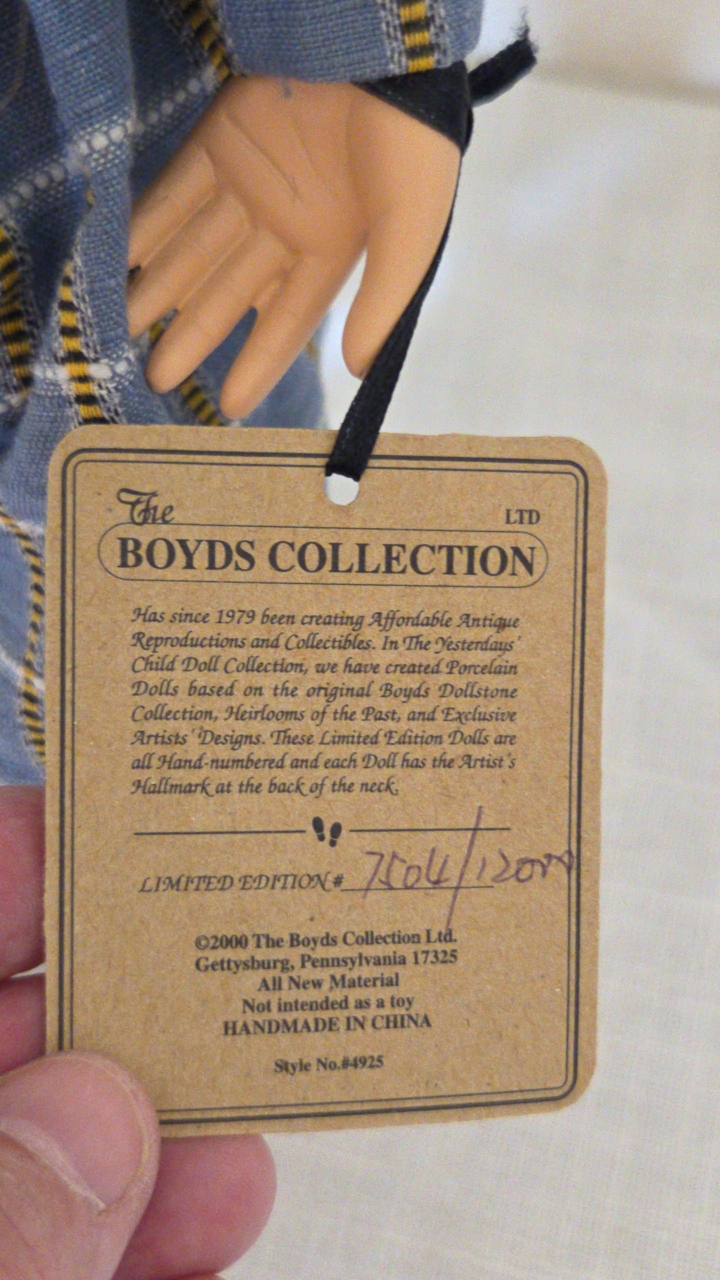 The
LTD
BOYDS COLLECTION
Has since 1979 been creating Affordable Antique
Reproductions and Collectibles. In The Yesterdays'
Child Doll Collection, we have created Porcelain
Dolls based on the original Boyds Dollstone
Collection, Heirlooms of the Past, and Exclusive
Artists' Designs. These Limited Edition Dolls are
all Hand-numbered and each Doll has the Artist's
Hallmark at the back of the neck.
LIMITED EDITION # 7504/12000
©2000 The Boyds Collection Ltd.
Gettysburg, Pennsylvania 17325
All New Material
Not intended as a toy
HANDMADE IN CHINA
Style No.#4925